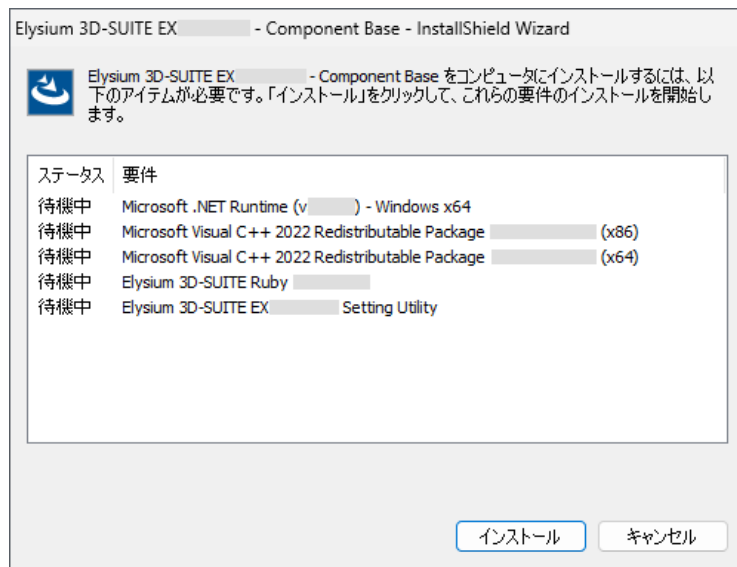 Elysium 3D-SUITE EX - Component Base - InstallShield Wizard
Elysium 3D-SUITE EX - Component Base をコンピュータにインストールするには、以
下のアイテムが必要です。「インストール」をクリックして、これらの要件のインストールを開始し
ます。
ステータス 要件
待機中 Microsoft .NET Runtime (v ) - Windows x64
待機中 Microsoft Visual C++ 2022 Redistributable Package (x86)
待機中 Microsoft Visual C++ 2022 Redistributable Package (x64)
待機中 Elysium 3D-SUITE Ruby
待機中 Elysium 3D-SUITE EX Setting Utility
インストール キャンセル